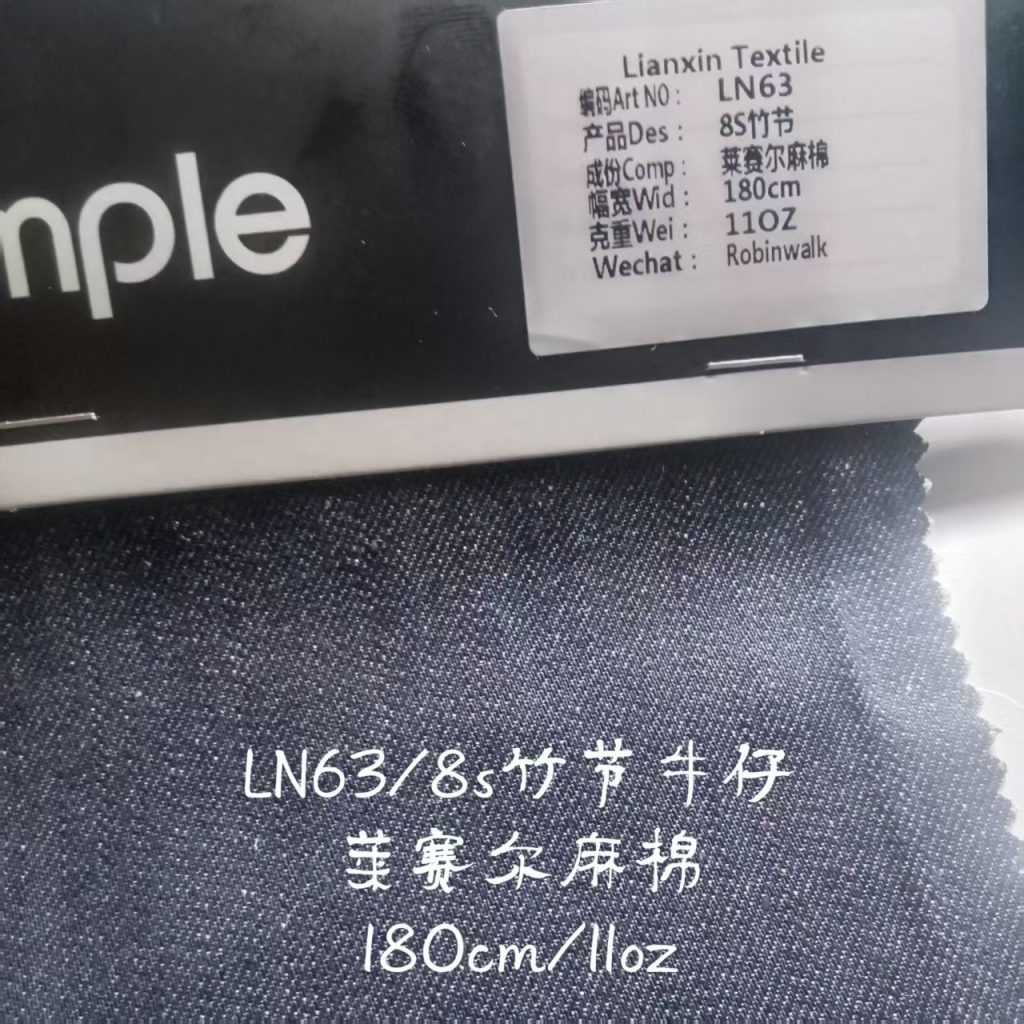 mple
Lianxin Textile
编码Art NO： LN63
产品Des： 8S竹节
成份Comp： 莱赛尔麻棉
幅宽Wid： 180cm
克重Wei： 11OZ
Wechat： Robinwalk
LN63/8s竹节牛仔
莱赛尔麻棉
180cm/11oz